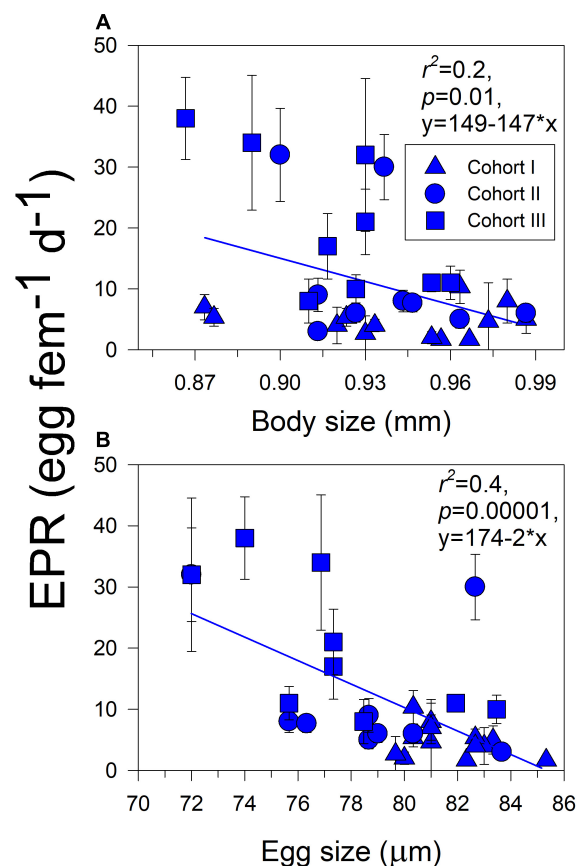 A
50
40
30
20
10
0
r²=0.2,
p=0.01,
y=149-147*x
Cohort I
Cohort II
Cohort III
0.87 0.90 0.93 0.96 0.99
Body size (mm)
EPR (egg fem⁻¹ d⁻¹)
B
50
40
30
20
10
0
r²=0.4,
p=0.00001,
y=174-2*x
70 72 74 76 78 80 82 84 86
Egg size (μm)